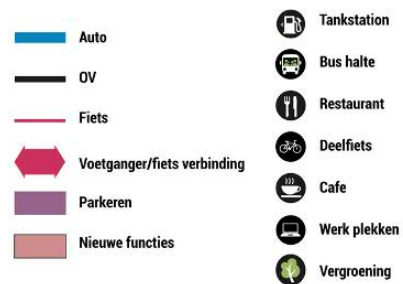 Auto
OV
Fiets
Voetganger/fiets verbinding
Parkeren
Nieuwe functies
Tankstation
Bus halte
Restaurant
Deelfiets
Cafe
Werk plekken
Vergroening